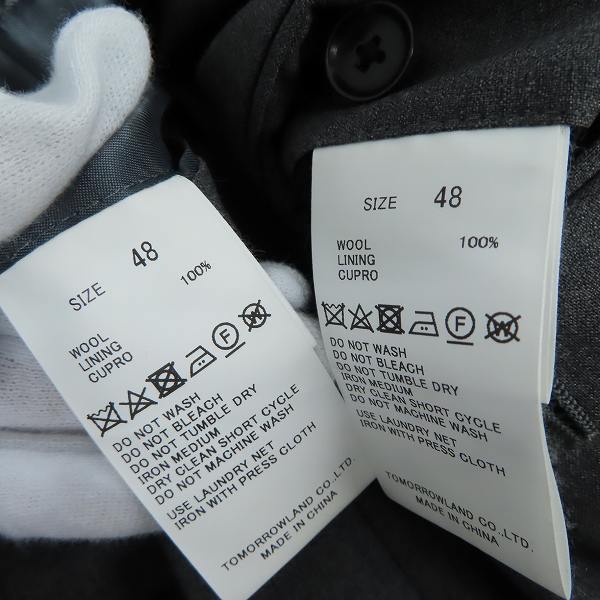 SIZE 48
WOOL 100%
LINING
CUPRO
DO NOT WASH
DO NOT BLEACH
DO NOT TUMBLE DRY
IRON MEDIUM
DRY CLEAN SHORT CYCLE
DO NOT MACHINE WASH
USE LAUNDRY NET
IRON WITH PRESS CLOTH
TOMORROWLAND CO.,LTD.
MADE IN CHINA
SIZE 48
WOOL 100%
LINING
CUPRO
F W
DO NOT WASH
DO NOT BLEACH
DO NOT TUMBLE DRY
IRON MEDIUM
DRY CLEAN SHORT CYCLE
DO NOT MACHINE WASH
USE LAUNDRY NET
IRON WITH PRESS CLOTH
TOMORROWLAND CO.,LTD.
MADE IN CHINA